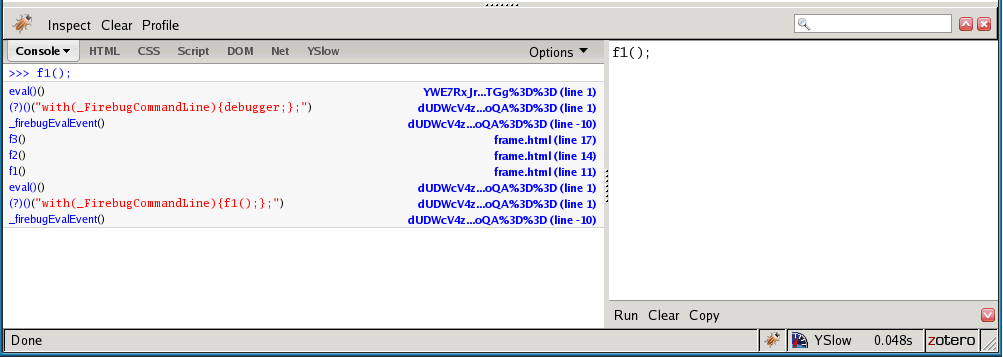 Inspect Clear Profile
Console HTML CSS Script DOM Net YSlow Options
>>> f1();
eval()() YWE7RxJr...TGg%3D%3D (line 1)
(?)()("with(_FirebugCommandLine){debugger;};") dUDWcV4z...oQA%3D%3D (line 1)
_firebugEvalEvent() dUDWcV4z...oQA%3D%3D (line -10)
f3() frame.html (line 17)
f2() frame.html (line 14)
f1() frame.html (line 11)
eval()() dUDWcV4z...oQA%3D%3D (line 1)
(?)()("with(_FirebugCommandLine){f1();};") dUDWcV4z...oQA%3D%3D (line 1)
_firebugEvalEvent() dUDWcV4z...oQA%3D%3D (line -10)
f1();
Run Clear Copy
Done YSlow 0.048s zotero